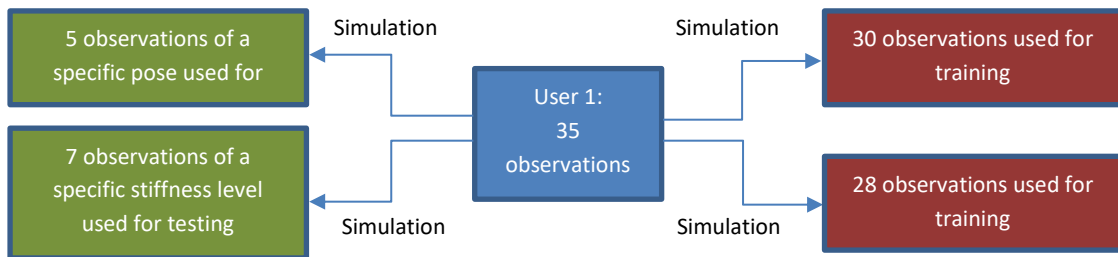 Simulation
Simulation
5 observations of a
specific pose used for
30 observations used for
training
User 1:
35
observations
7 observations of a
specific stiffness level
used for testing
28 observations used for
training
Simulation
Simulation